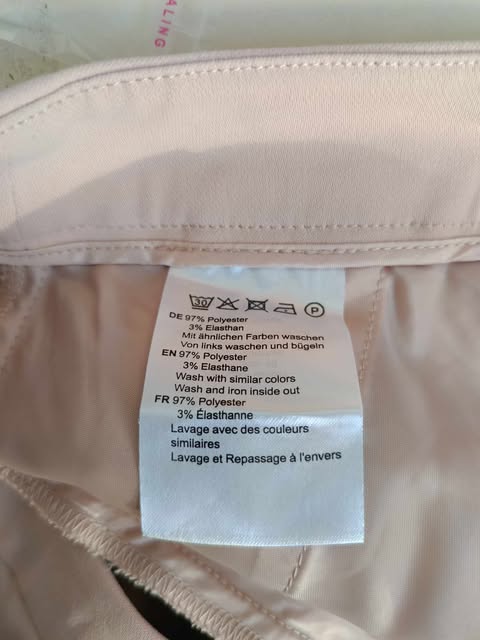 ALING
30 P
DE 97% Polyester
3% Elasthan
Mit ähnlichen Farben waschen
Von links waschen und bügeln
EN 97% Polyester
3% Elasthane
Wash with similar colors
Wash and iron inside out
FR 97% Polyester
3% Élasthanne
Lavage avec des couleurs
similaires
Lavage et Repassage à l'envers